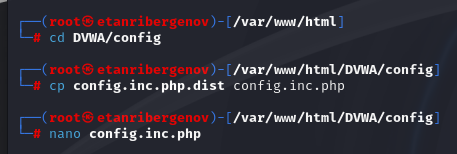 ┌──(root㉿etanribergenov)-[/var/www/html]
└─# cd DVWA/config
┌──(root㉿etanribergenov)-[/var/www/html/DVWA/config]
└─# cp config.inc.php.dist config.inc.php
┌──(root㉿etanribergenov)-[/var/www/html/DVWA/config]
└─# nano config.inc.php